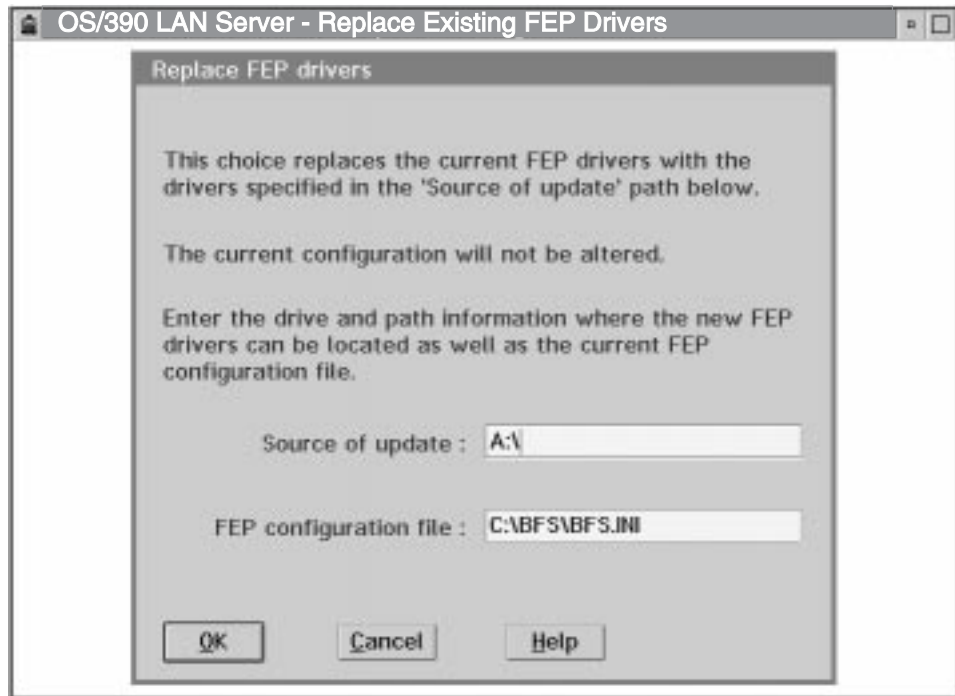 OS/390 LAN Server - Replace Existing FEP Drivers
Replace FEP drivers
This choice replaces the current FEP drivers with the
drivers specified in the 'Source of update' path below.
The current configuration will not be altered.
Enter the drive and path information where the new FEP
drivers can be located as well as the current FEP
configuration file.
Source of update : A:\
FEP configuration file : C:\BFS\BFS.INI
OK Cancel Help